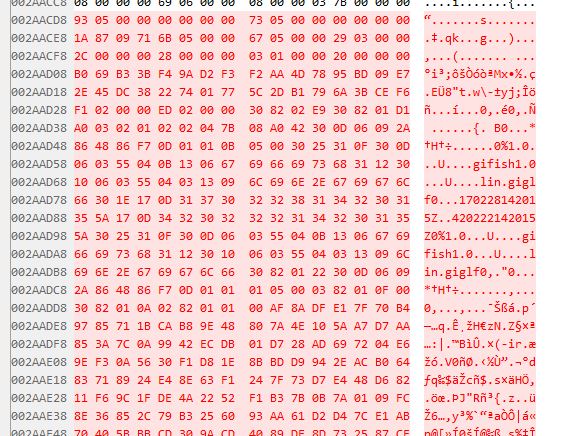 002AACC8 08 00 00 00 69 06 00 00 08 00 00 03 7B 00 00 00 ....i.......{...
002AACD8 93 05 00 00 00 00 00 00 73 05 00 00 00 00 00 00 “.......s.......
002AACE8 1A 87 09 71 6B 05 00 00 67 05 00 00 29 03 00 00 .‡.qk...g...)...
002AACF8 2C 00 00 00 28 00 00 00 03 01 00 00 20 00 00 00 ,...(....... ...
002AAD08 B0 69 B3 3B F4 9A D2 F3 F2 AA 4D 78 95 BD 09 E7 °i³;ôšÒóòªMx•½.ç
002AAD18 2E 45 DC 38 22 74 01 77 5C 2D B1 79 6A 3B CE F6 .EÜ8"t.w\-±yj;Îö
002AAD28 F1 02 00 00 ED 02 00 00 30 82 02 E9 30 82 01 D1 ñ...í...0‚.é0‚.Ñ
002AAD38 A0 03 02 01 02 02 04 7B 08 A0 42 30 0D 06 09 2A  ......{. B0...*
002AAD48 86 48 86 F7 0D 01 01 0B 05 00 30 25 31 0F 30 0D †H†÷......0%1.0.
002AAD58 06 03 55 04 0B 13 06 67 69 66 69 73 68 31 12 30 ..U....gifish1.0
002AAD68 10 06 03 55 04 03 13 09 6C 69 6E 2E 67 69 67 6C ...U....lin.gigl
002AAD78 66 30 1E 17 0D 31 37 30 32 32 38 31 34 32 30 31 f0...17022814201
002AAD88 35 5A 17 0D 34 32 30 32 32 32 31 34 32 30 31 35 5Z..420222142015
002AAD98 5A 30 25 31 0F 30 0D 06 03 55 04 0B 13 06 67 69 Z0%1.0...U....gi
002AADA8 66 69 73 68 31 12 30 10 06 03 55 04 03 13 09 6C fish1.0...U....l
002AADB8 69 6E 2E 67 69 67 6C 66 30 82 01 22 30 0D 06 09 in.giglf0‚."0...
002AADC8 2A 86 48 86 F7 0D 01 01 01 05 00 03 82 01 0F 00 *†H†÷.......‚...
002AADD8 30 82 01 0A 02 82 01 01 00 AF 8A DF E1 7F 70 B4 0‚...‚...¯Šßá.p´
002AADE8 97 85 71 1B CA B8 9E 48 80 7A 4E 10 5A A7 D7 AA —…q.Ê¸žH€zN.Z§×ª
002AADF8 85 3A 7C 0A 99 42 EC DB 01 D7 28 AD 69 72 04 E6 …:|.™BìÛ.×(-ir.æ
002AAE08 9E F3 0A 56 30 F1 D8 1E 8B BD D9 94 2E AC B0 64 žó.V0ñØ.‹½Ù”.¬°d
002AAE18 83 71 89 24 E4 8E 63 F1 24 7F 73 D7 E4 48 D6 82 ƒq‰$äŽcñ$.s×äHÖ‚
002AAE28 11 F6 9C 1F DE 4A 22 52 F1 B3 7B 0B 7A 01 09 FC .öœ.ÞJ"Rñ³{.z..ü
002AAE38 8E 36 85 2C 79 B3 25 60 93 AA 61 D2 D4 7C E1 AB Ž6…,y³%`“ªaÒÔ|á«
002AAE48 70 40 5B BB CD 30 9A CD 40 89 DE 8D 73 25 87 CE